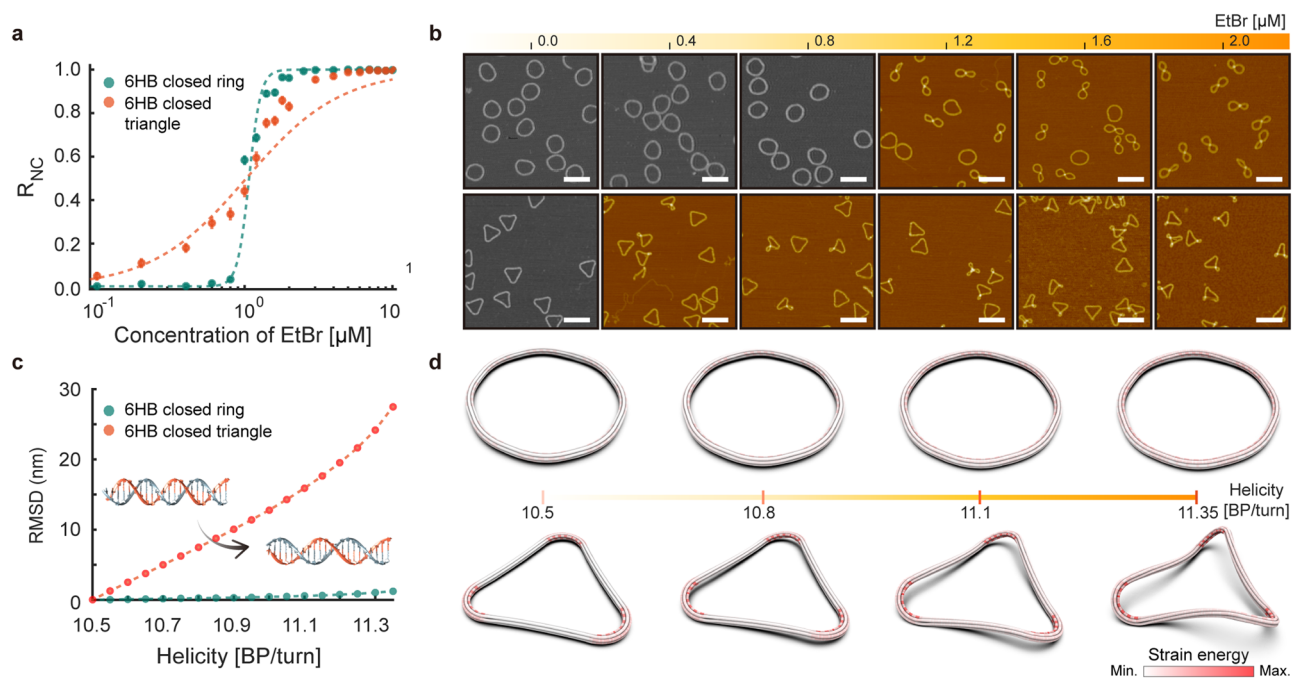 a
1.0
0.8
0.6
0.4
0.2
0.0
R_NC
6HB closed ring
6HB closed
triangle
1
10⁻¹
10⁰
10
Concentration of EtBr [µM]
b
EtBr [µM]
0.0
0.4
0.8
1.2
1.6
2.0
c
30
20
10
0
RMSD (nm)
6HB closed ring
6HB closed triangle
10.5
10.7
10.9
11.1
11.3
Helicity [BP/turn]
d
10.5
10.8
11.1
11.35
Helicity
[BP/turn]
Strain energy
Min.
Max.